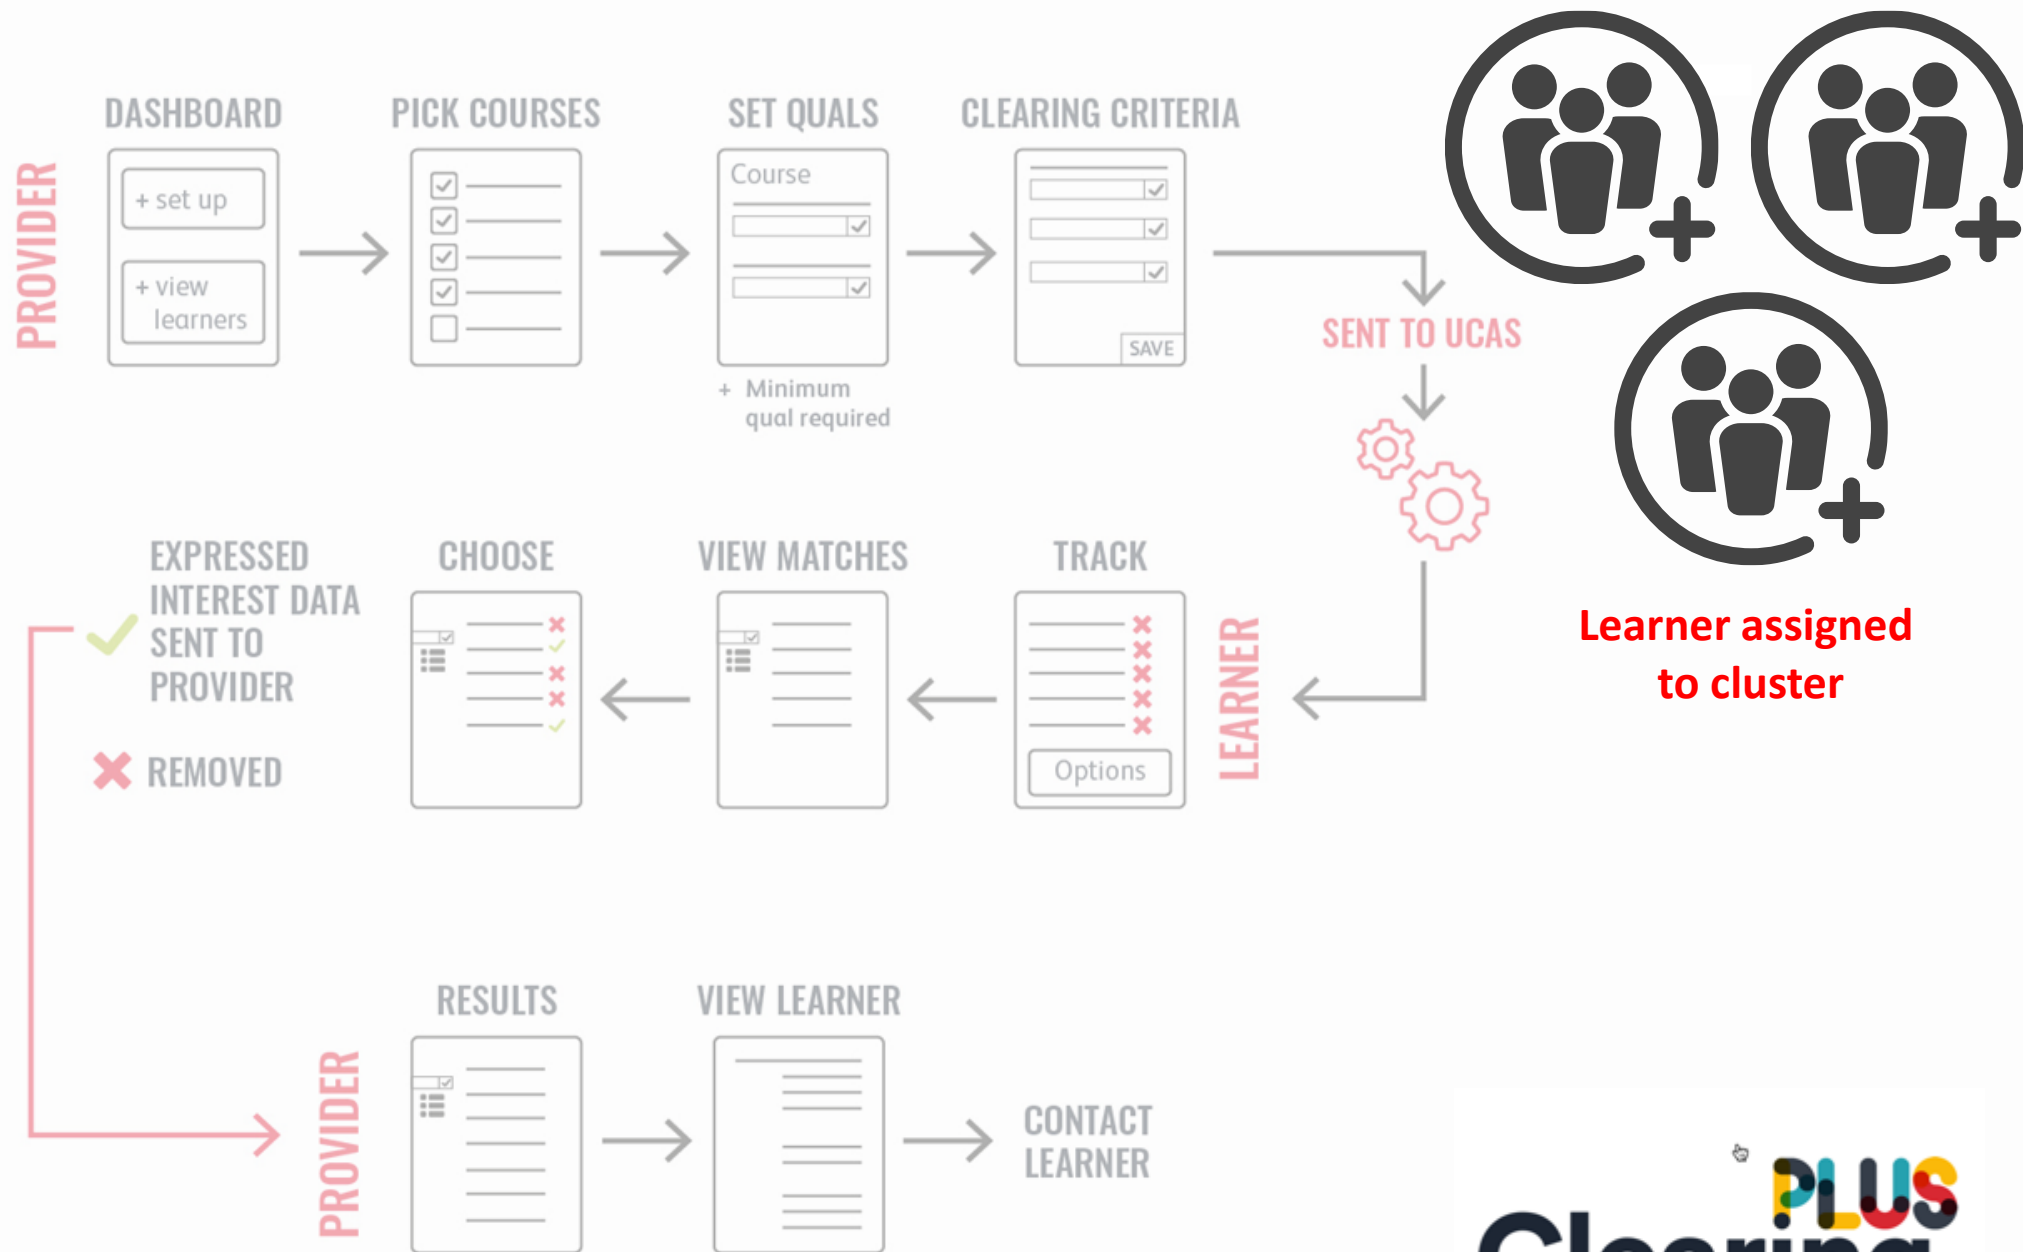 DASHBOARD
PICK COURSES
SET QUALS
CLEARING CRITERIA
PROVIDER
+ set up
+ view
learners
Course
SAVE
+ Minimum
qual required
SENT TO UCAS
Learner assigned
to cluster
LEARNER
TRACK
Options
VIEW MATCHES
CHOOSE
EXPRESSED
INTEREST DATA
SENT TO
PROVIDER
REMOVED
PROVIDER
RESULTS
VIEW LEARNER
CONTACT
LEARNER
PLUS
Clearing